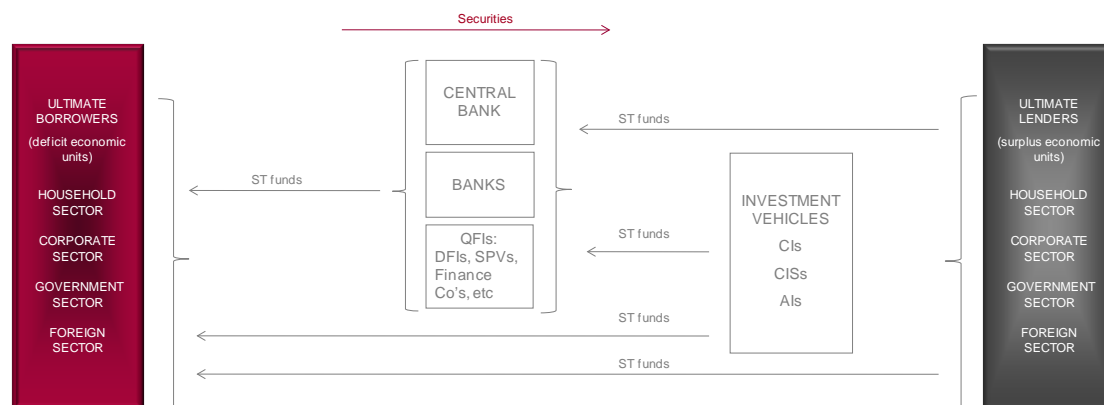 Securities
ULTIMATE
BORROWERS
(deficit economic
units)
HOUSEHOLD
SECTOR
CORPORATE
SECTOR
GOVERNMENT
SECTOR
FOREIGN
SECTOR
ST funds
CENTRAL
BANK
BANKS
QFIs:
DFIs, SPVs,
Finance
Co's, etc
ST funds
ST funds
ST funds
ST funds
INVESTMENT
VEHICLES
CIs
CISs
AIs
ULTIMATE
LENDERS
(surplus economic
units)
HOUSEHOLD
SECTOR
CORPORATE
SECTOR
GOVERNMENT
SECTOR
FOREIGN
SECTOR